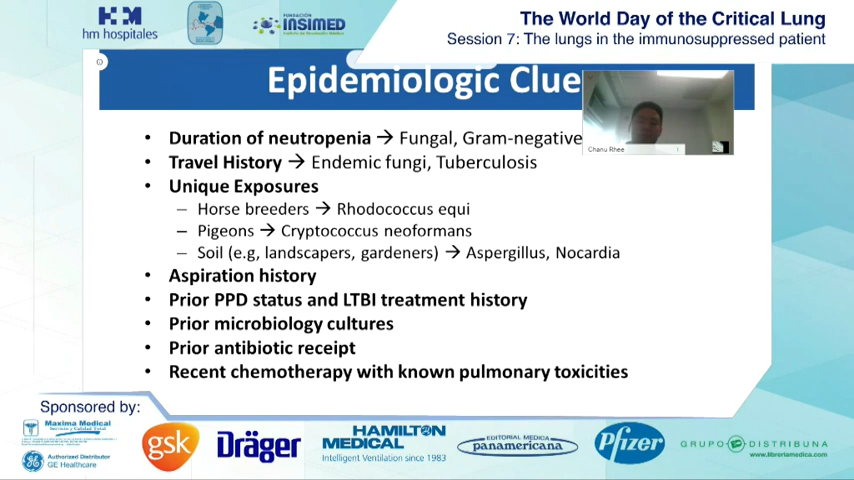 hm hospitales
FUNDACIÓN
INSIMED
The World Day of the Critical Lung
Session 7: The lungs in the immunosuppressed patient
Epidemiologic Clue
• Duration of neutropenia → Fungal, Gram-negative
• Travel History → Endemic fungi, Tuberculosis
• Unique Exposures
– Horse breeders → Rhodococcus equi
– Pigeons → Cryptococcus neoformans
– Soil (e.g, landscapers, gardeners) → Aspergillus, Nocardia
• Aspiration history
• Prior PPD status and LTBI treatment history
• Prior microbiology cultures
• Prior antibiotic receipt
• Recent chemotherapy with known pulmonary toxicities
Chanu Rhee
Sponsored by:
Maxima Medical
Authorized Distributor
GE Healthcare
gsk
Dräger
HAMILTON
MEDICAL
Intelligent Ventilation since 1983
EDITORIAL MEDICA
panamericana
Pfizer
GRUPO DISTRIBUNA
www.libreriamedica.com